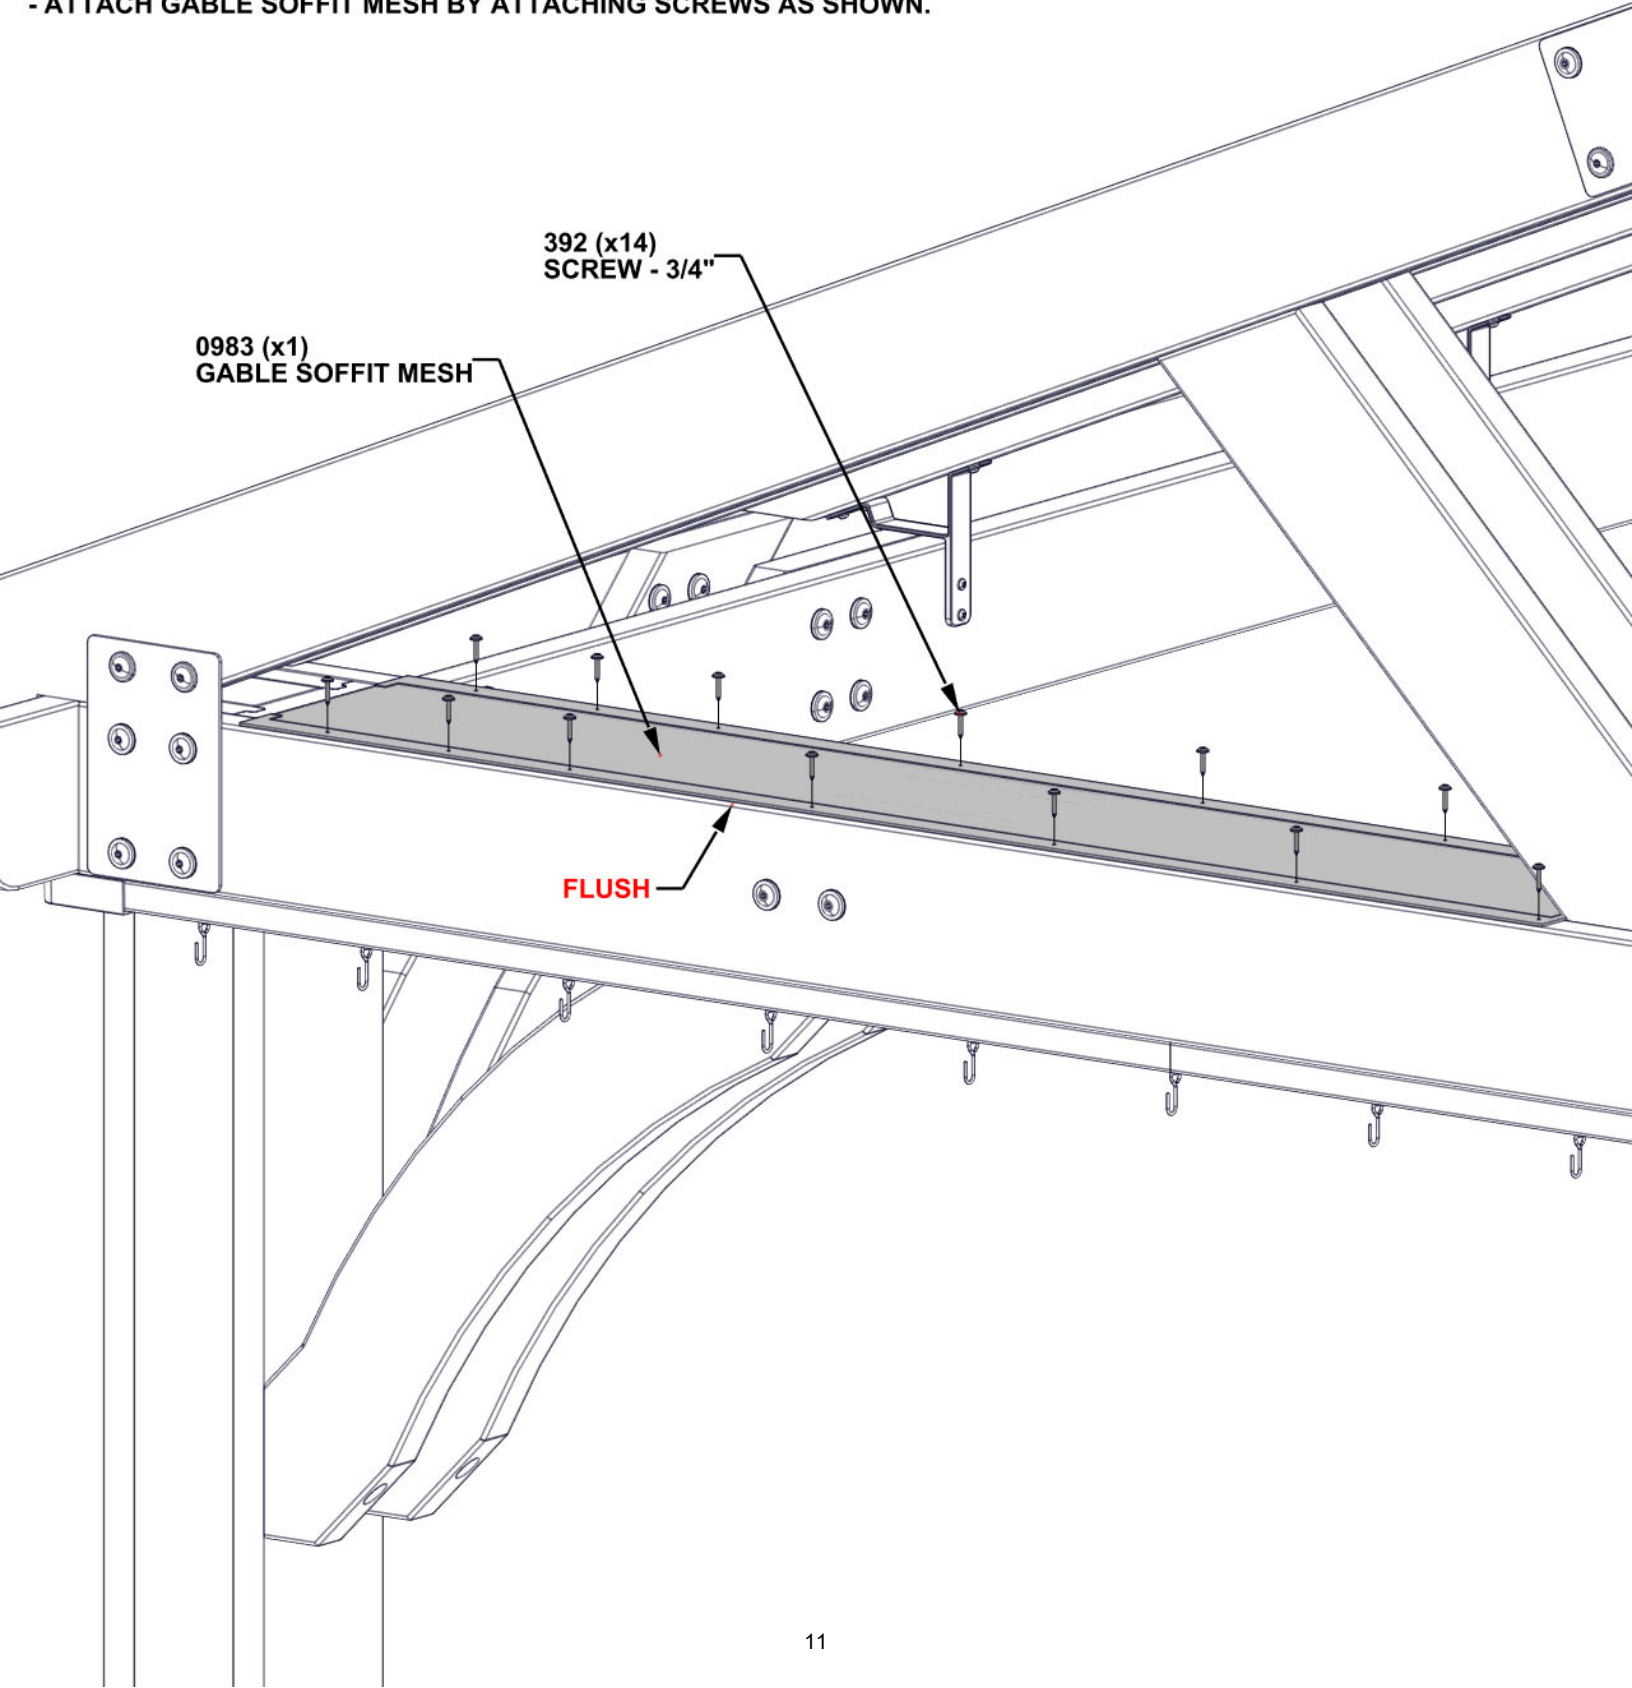 - ATTACH GABLE SOFFIT MESH BY ATTACHING SCREWS AS SHOWN.
392 (x14)
SCREW - 3/4"
0983 (x1)
GABLE SOFFIT MESH
FLUSH
11